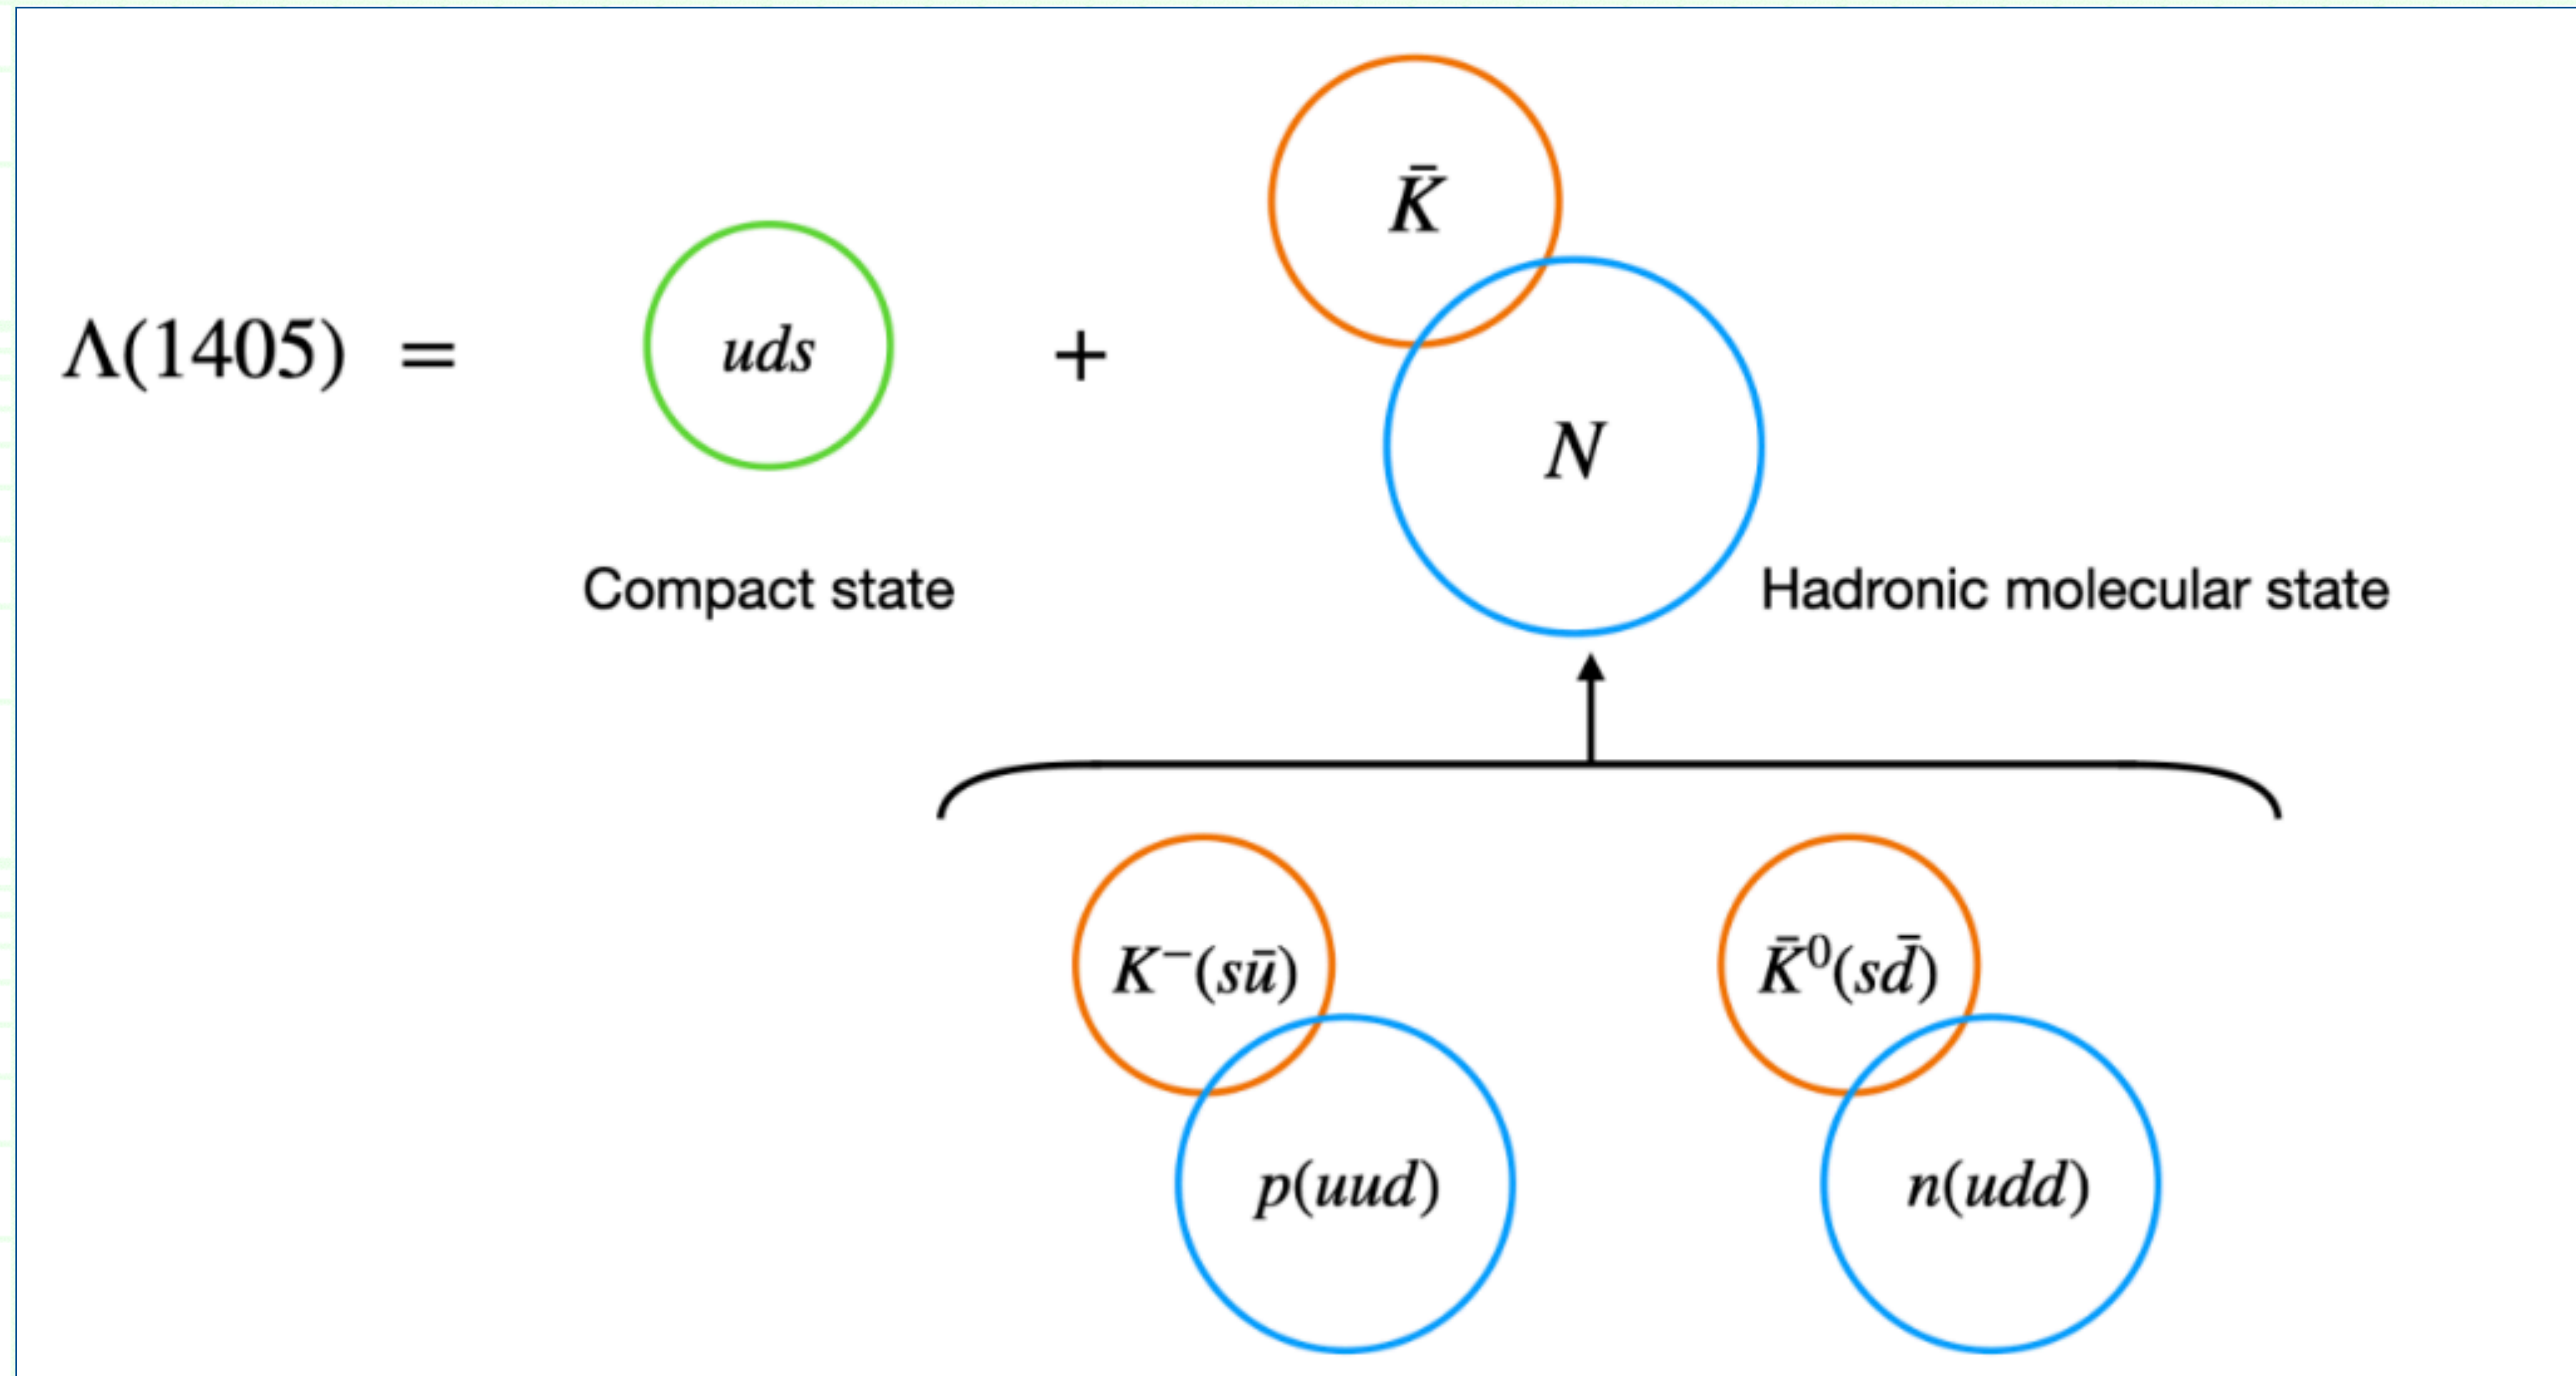 K̄
Λ(1405) = uds +
N
Compact state
Hadronic molecular state
K⁻(sū) K̄⁰(sd̄)
p(uud) n(udd)